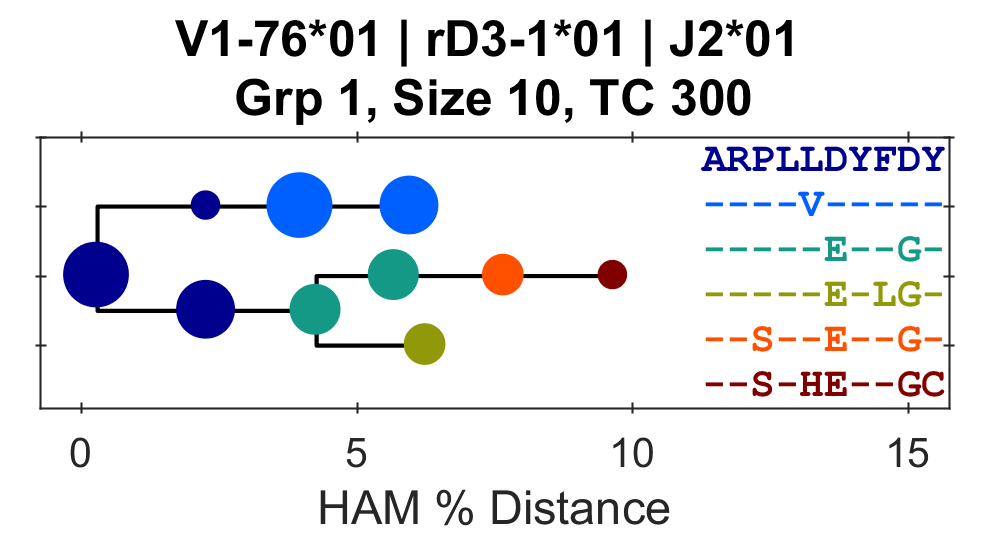 V1-76*01 | rD3-1*01 | J2*01
Grp 1, Size 10, TC 300
ARPLLDYFDY
----V-----
-----E--G-
-----E-LG-
--S--E--G-
--S-HE--GC
0 5 10 15
HAM % Distance